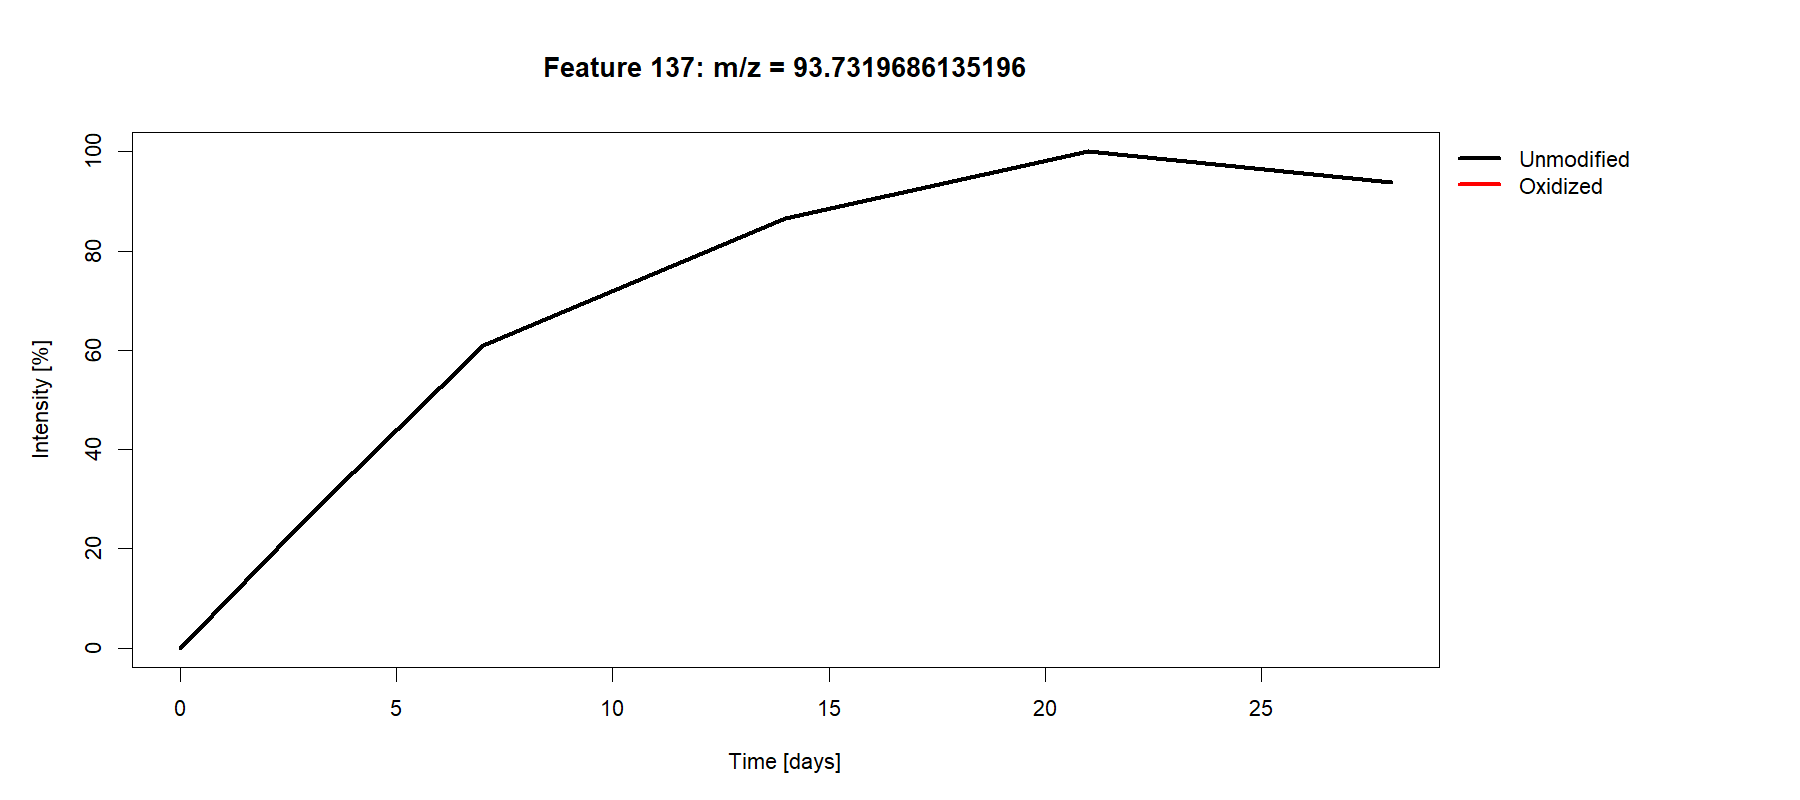 Feature 137: m/z = 93.7319686135196
Unmodified
Oxidized
Intensity [%]
100
80
60
40
20
0
0 5 10 15 20 25
Time [days]